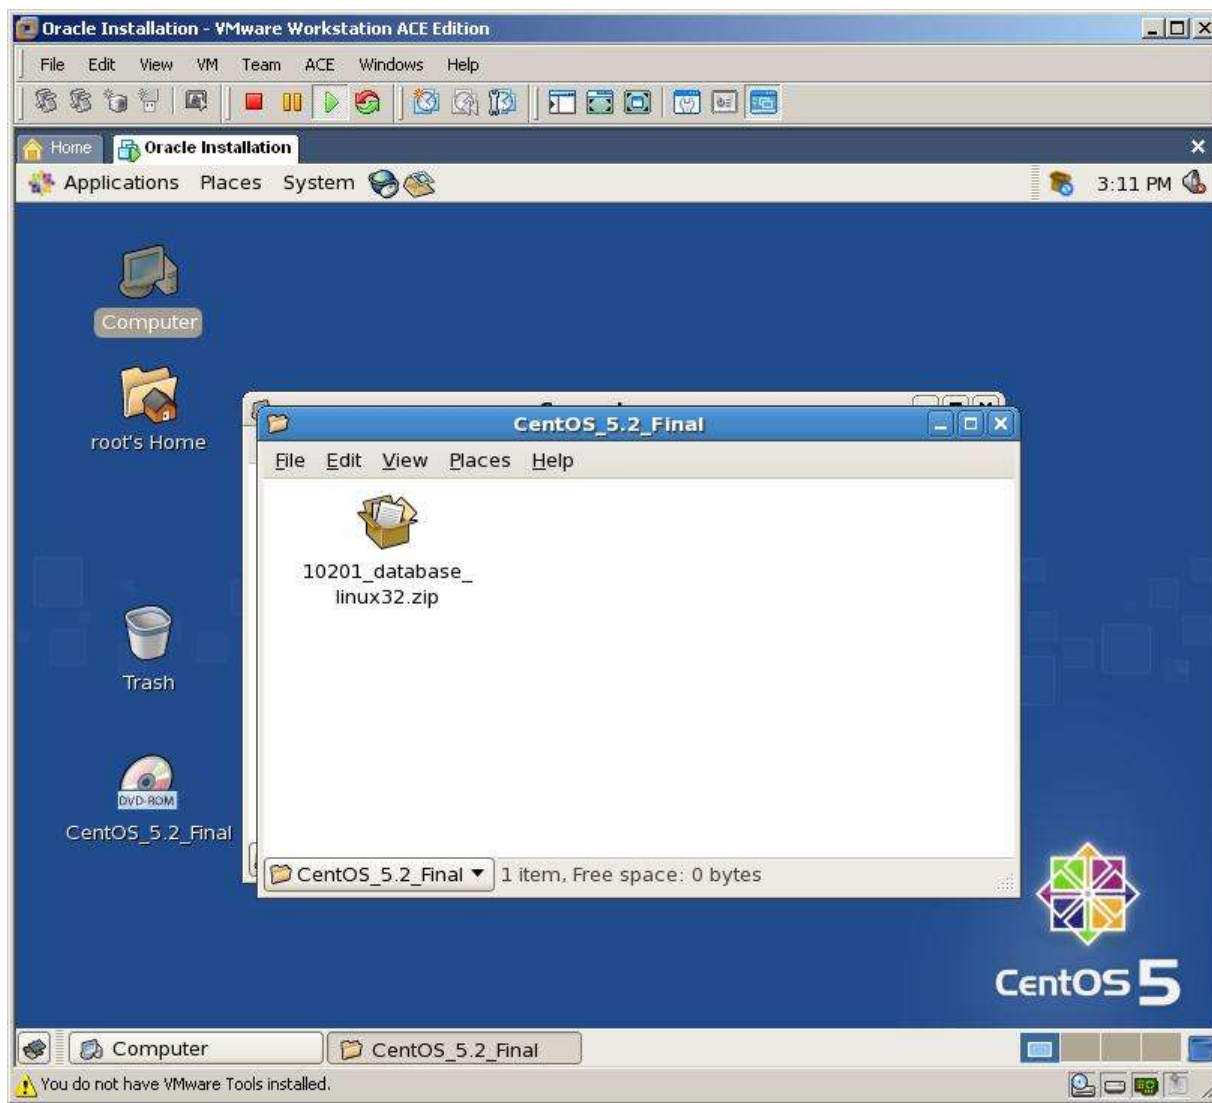 Oracle Installation - VMware Workstation ACE Edition
File Edit View VM Team ACE Windows Help
Home Oracle Installation
Applications Places System 3:11 PM
Computer
root's Home
CentOS_5.2_Final
File Edit View Places Help
10201_database_
linux32.zip
Trash
DVD-ROM
CentOS_5.2_Final
CentOS_5.2_Final 1 item, Free space: 0 bytes
CentOS 5
Computer CentOS_5.2_Final
You do not have VMware Tools installed.